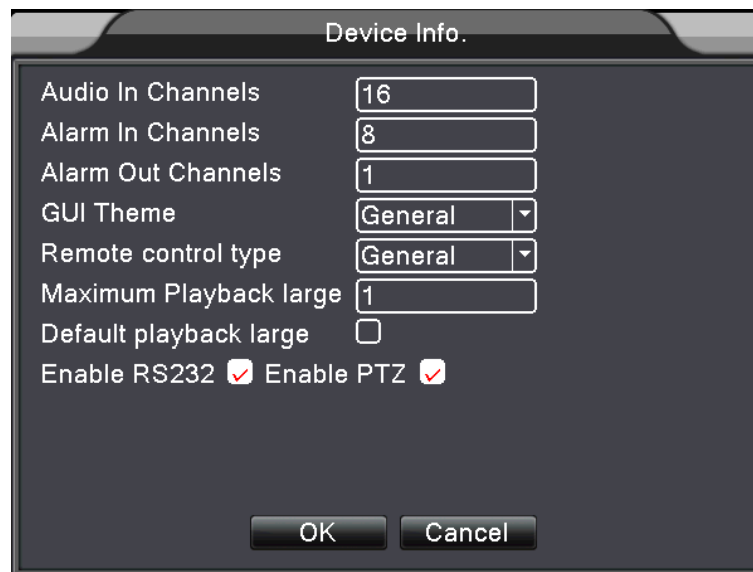 Device Info.
Audio In Channels 16
Alarm In Channels 8
Alarm Out Channels 1
GUI Theme General
Remote control type General
Maximum Playback large 1
Default playback large
Enable RS232 Enable PTZ
OK Cancel